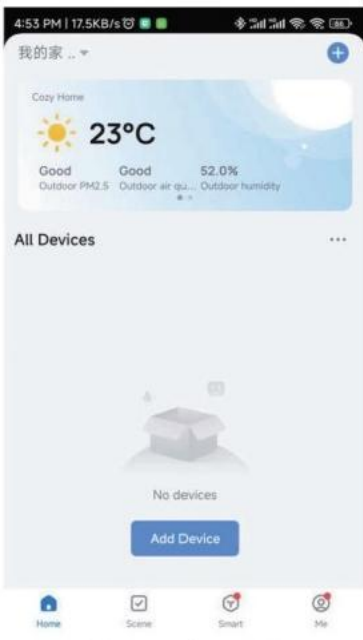 4:53 PM | 17.5KB/s
我的家 ..
Cozy Home
23°C
Good Good 52.0%
Outdoor PM2.5 Outdoor air qu... Outdoor humidity
All Devices
No devices
Add Device
Home Scene Smart Me